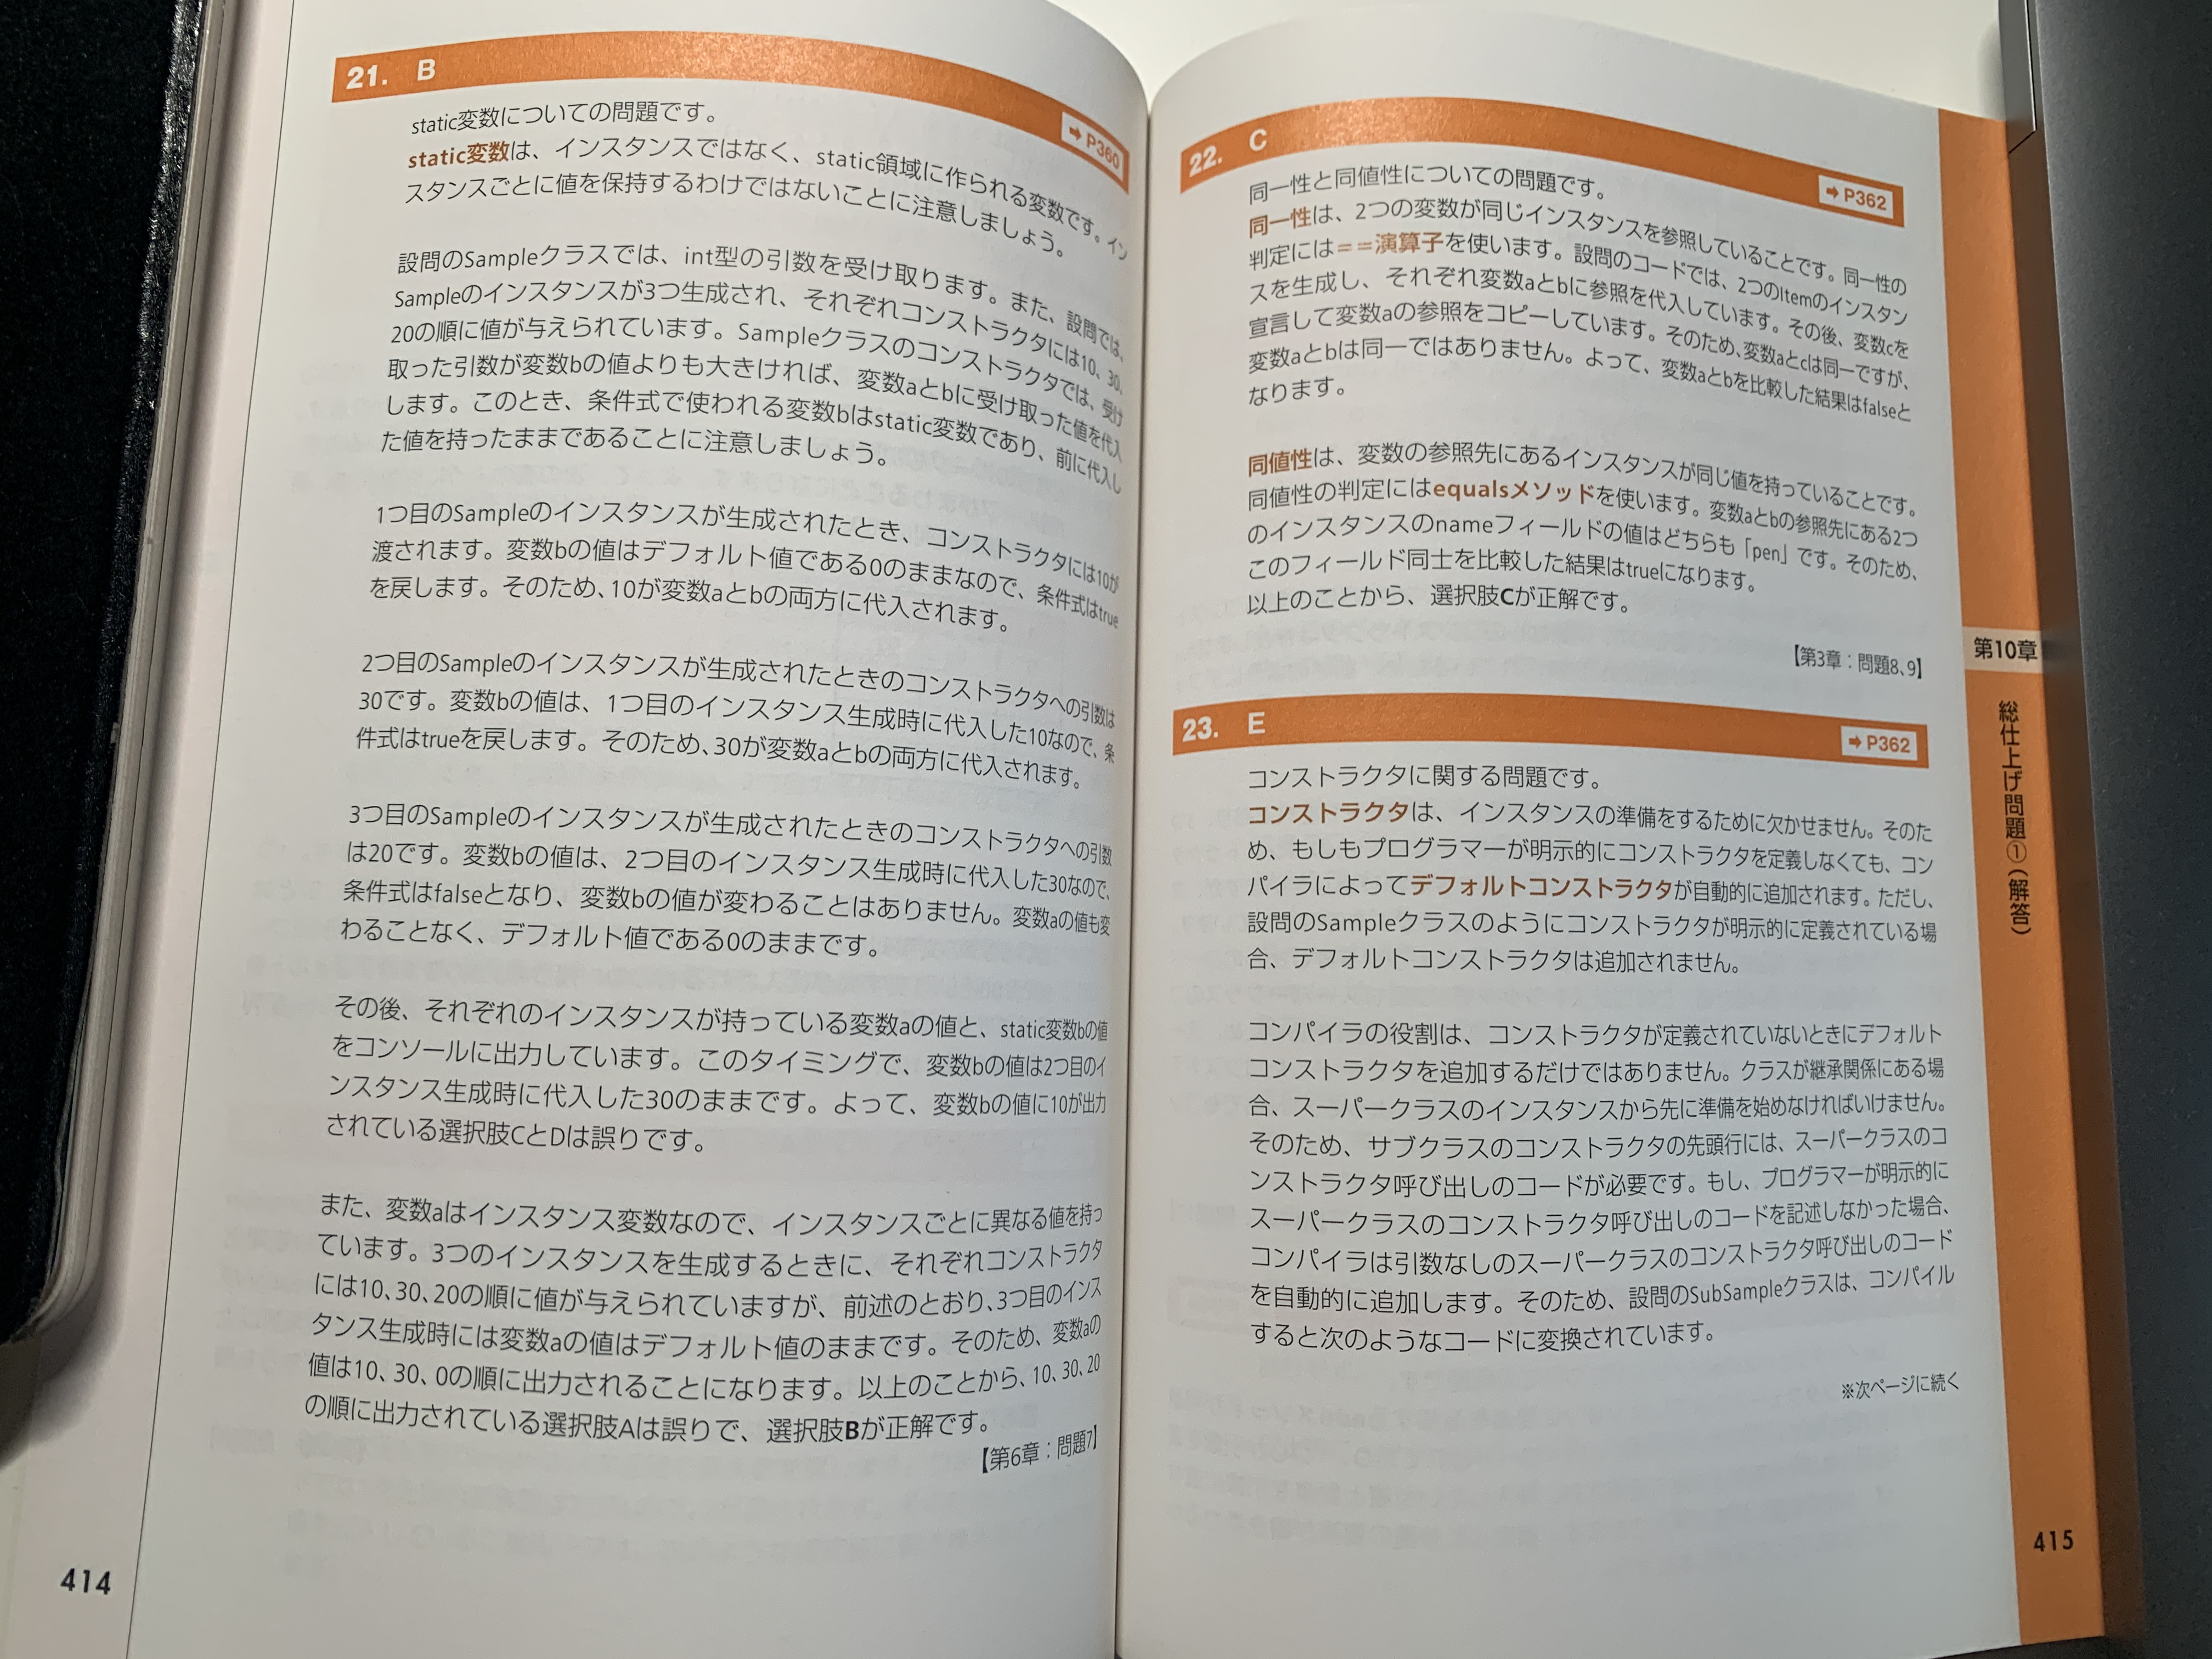 21. B
➡P360
static変数についての問題です。
static変数は、インスタンスではなく、static領域に作られる変数です。イン
スタンスごとに値を保持するわけではないことに注意しましょう。
設問のSampleクラスでは、int型の引数を受け取ります。また、設問では、
Sampleのインスタンスが3つ生成され、それぞれコンストラクタには10、30、
20の順に値が与えられています。Sampleクラスのコンストラクタでは、受け
取った引数が変数bの値よりも大きければ、変数aとbに受け取った値を代入
します。このとき、条件式で使われる変数bはstatic変数であり、前に代入し
た値を持ったままであることに注意しましょう。
1つ目のSampleのインスタンスが生成されたとき、コンストラクタには10が
渡されます。変数bの値はデフォルト値である0のままなので、条件式はtrue
を戻します。そのため、10が変数aとbの両方に代入されます。
2つ目のSampleのインスタンスが生成されたときのコンストラクタへの引数は
30です。変数bの値は、1つ目のインスタンス生成時に代入した10なので、条
件式はtrueを戻します。そのため、30が変数aとbの両方に代入されます。
3つ目のSampleのインスタンスが生成されたときのコンストラクタへの引数
は20です。変数bの値は、2つ目のインスタンス生成時に代入した30なので、
条件式はfalseとなり、変数bの値が変わることはありません。変数aの値も変
わることなく、デフォルト値である0のままです。
その後、それぞれのインスタンスが持っている変数aの値と、static変数bの値
をコンソールに出力しています。このタイミングで、変数bの値は2つ目のイ
ンスタンス生成時に代入した30のままです。よって、変数bの値に10が出力
されている選択肢CとDは誤りです。
また、変数aはインスタンス変数なので、インスタンスごとに異なる値を持っ
ています。3つのインスタンスを生成するときに、それぞれコンストラクタ
には10、30、20の順に値が与えられていますが、前述のとおり、3つ目のインス
タンス生成時には変数aの値はデフォルト値のままです。そのため、変数aの
値は10、30、0の順に出力されることになります。以上のことから、10、30、20
の順に出力されている選択肢Aは誤りで、選択肢Bが正解です。
【第6章：問題7】
414
22. C
➡P362
同一性と同値性についての問題です。
同一性は、2つの変数が同じインスタンスを参照していることです。同一性の
判定には==演算子を使います。設問のコードでは、2つのItemのインスタン
スを生成し、それぞれ変数aとbに参照を代入しています。その後、変数cを
宣言して変数aの参照をコピーしています。そのため、変数aとcは同一ですが、
変数aとbは同一ではありません。よって、変数aとbを比較した結果はfalseと
なります。
同値性は、変数の参照先にあるインスタンスが同じ値を持っていることです。
同値性の判定にはequalsメソッドを使います。変数aとbの参照先にある2つ
のインスタンスのnameフィールドの値はどちらも「pen」です。そのため、
このフィールド同士を比較した結果はtrueになります。
以上のことから、選択肢Cが正解です。
【第3章：問題8、9】
23. E
➡P362
コンストラクタに関する問題です。
コンストラクタは、インスタンスの準備をするために欠かせません。そのた
め、もしもプログラマーが明示的にコンストラクタを定義しなくても、コン
パイラによってデフォルトコンストラクタが自動的に追加されます。ただし、
設問のSampleクラスのようにコンストラクタが明示的に定義されている場
合、デフォルトコンストラクタは追加されません。
コンパイラの役割は、コンストラクタが定義されていないときにデフォルト
コンストラクタを追加するだけではありません。クラスが継承関係にある場
合、スーパークラスのインスタンスから先に準備を始めなければいけません。
そのため、サブクラスのコンストラクタの先頭行には、スーパークラスのコ
ンストラクタ呼び出しのコードが必要です。もし、プログラマーが明示的に
スーパークラスのコンストラクタ呼び出しのコードを記述しなかった場合、
コンパイラは引数なしのスーパークラスのコンストラクタ呼び出しのコード
を自動的に追加します。そのため、設問のSubSampleクラスは、コンパイル
すると次のようなコードに変換されています。
※次ページに続く
第10章
総仕上げ問題①（解答）
415